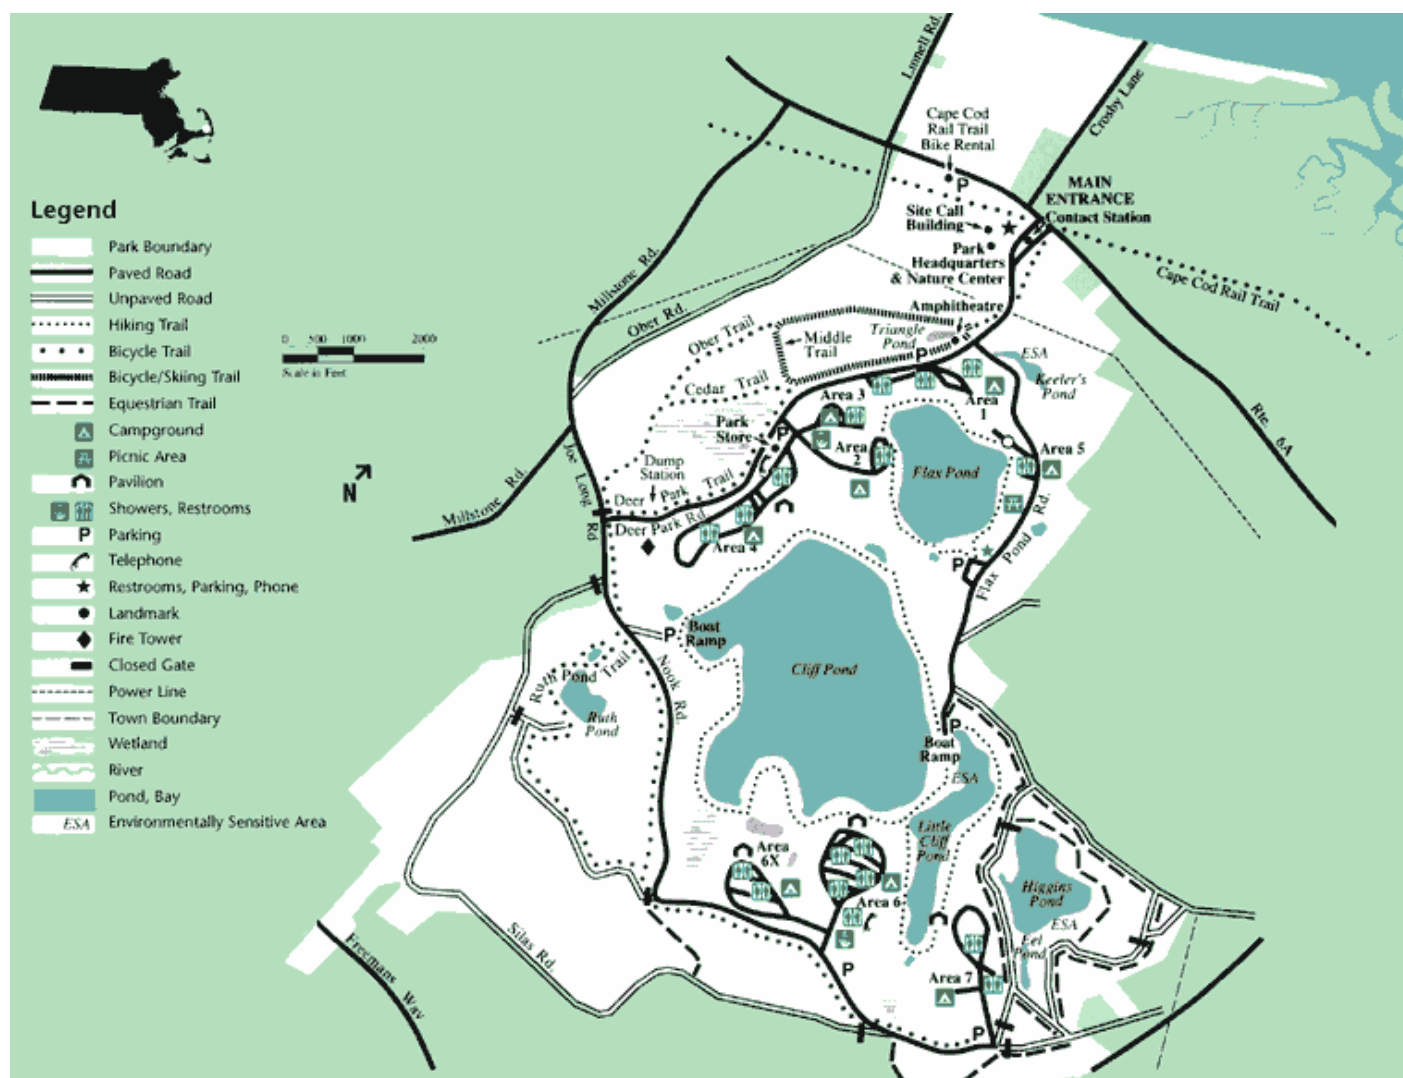 Legend
Park Boundary
Paved Road
Unpaved Road
Hiking Trail
Bicycle Trail
Bicycle/Skiing Trail
Equestrian Trail
Campground
Picnic Area
Pavilion
Showers, Restrooms
P Parking
Telephone
Restrooms, Parking, Phone
Landmark
Fire Tower
Closed Gate
Power Line
Town Boundary
Wetland
River
Pond, Bay
ESA Environmentally Sensitive Area
0 500 1000 2000
Scale in Feet
N
Lionell Rd.
Crosby Lane
Cape Cod
Rail Trail
Bike Rental
P
MAIN
ENTRANCE
Contact Station
Site Call
Building
Park
Headquarters
& Nature Center
Cape Cod Rail Trail
Rte. 6A
Millstone Rd.
Ober Rd.
Amphitheatre
Ober Trail
Middle
Trail
Triangle
Pond
P
ESA
Keeler's
Pond
Cedar Trail
Area 3
Area
1
Park
Store
P
Area
2
Area 5
Flax Pond
Dump
Station
Deer Park Trail
Deer Park Rd.
Millstone Rd.
Joe Long Rd
Area 4
P
Flax Pond Rd.
P
Boat
Ramp
Cliff Pond
Ruth Pond Trail
Ruth
Pond
Nook Rd.
P
Boat
Ramp
ESA
Little
Cliff
Pond
Area
6X
Area 6
Higgins
Pond
ESA
Eel
Pond
Silas Rd.
Freemans Way
P
Area 7
P